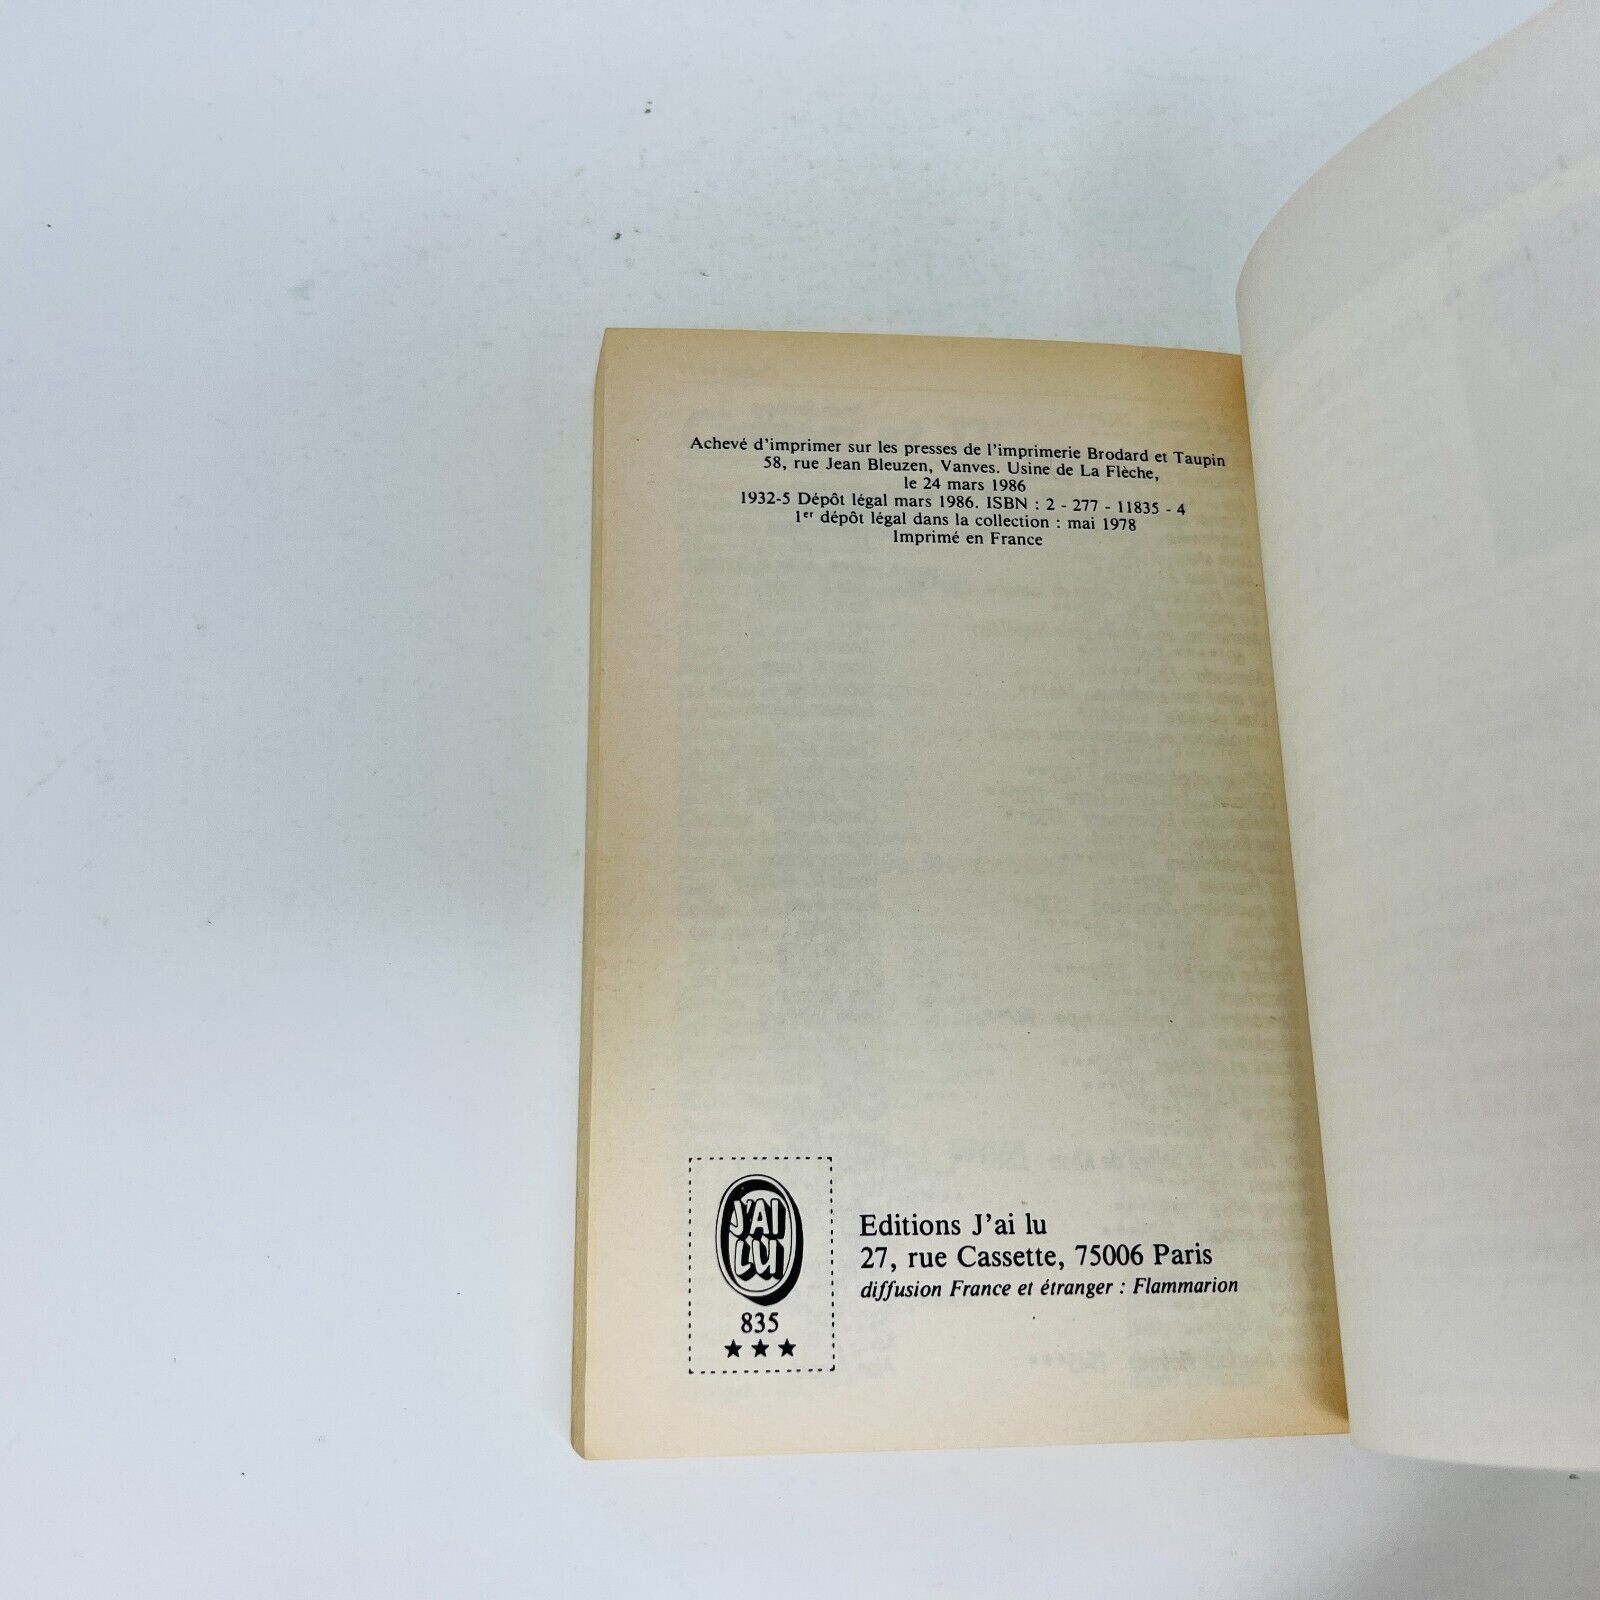 Achevé d'imprimer sur les presses de l'imprimerie Brodard et Taupin
58, rue Jean Bleuzen, Vanves. Usine de La Flèche,
le 24 mars 1986
1932-5 Dépôt légal mars 1986. ISBN : 2 - 277 - 11835 - 4
1er dépôt légal dans la collection : mai 1978
Imprimé en France
J'AI
LU
835
★★★
Editions J'ai lu
27, rue Cassette, 75006 Paris
diffusion France et étranger : Flammarion